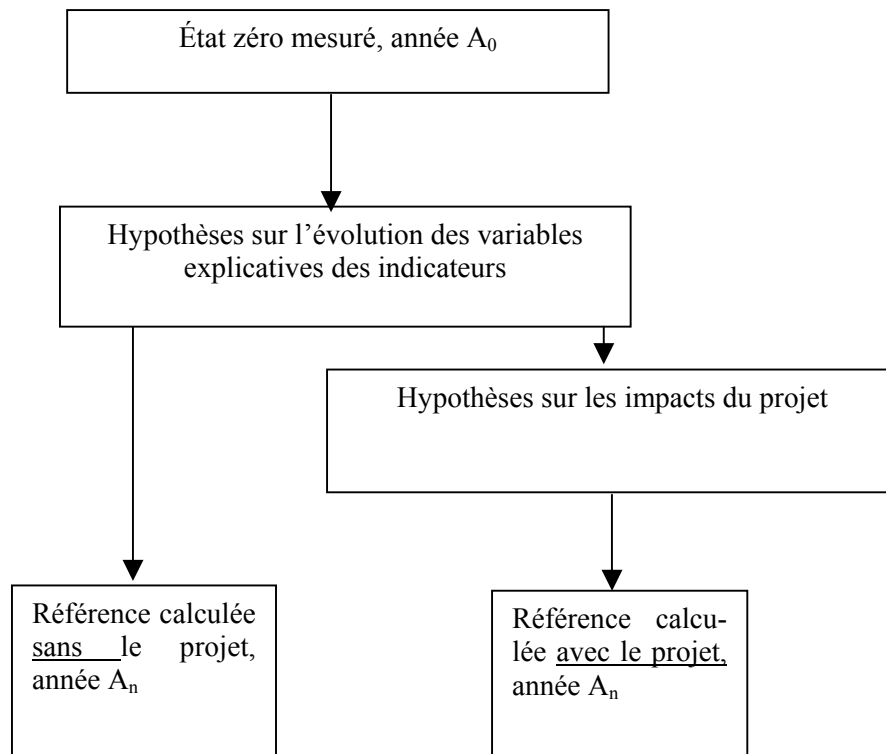 État zéro mesuré, année A₀
Hypothèses sur l’évolution des variables
explicatives des indicateurs
Hypothèses sur les impacts du projet
Référence calculée
sans le projet,
année Aₙ
Référence calcu-
lée avec le projet,
année Aₙ